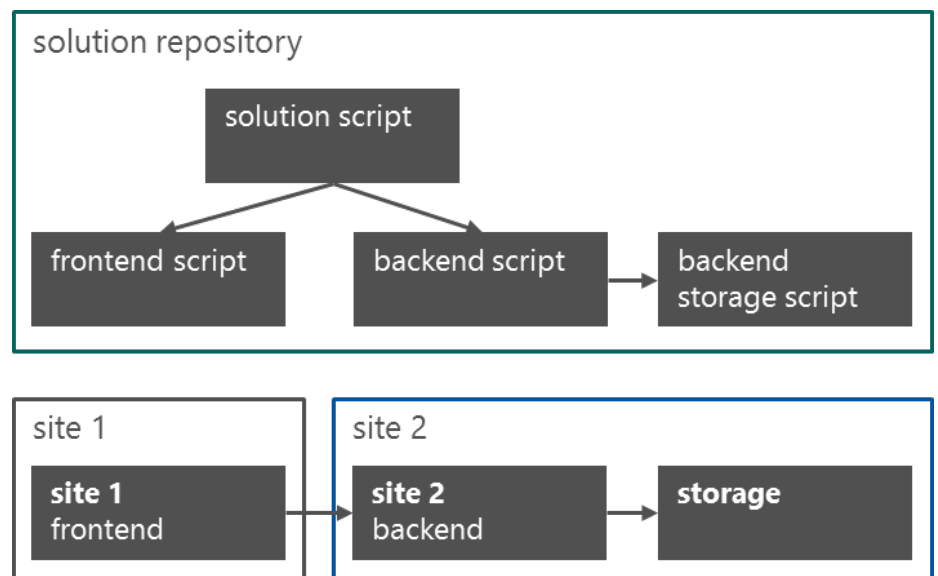 solution repository
solution script
frontend script
backend script
backend
storage script
site 1
site 1
frontend
site 2
site 2
backend
storage